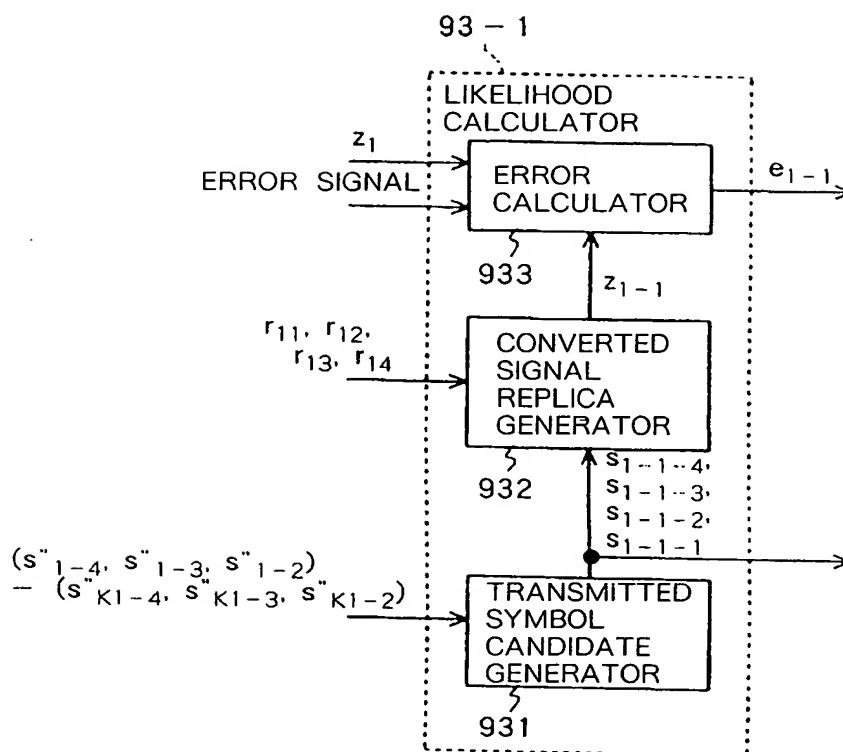 93-1
LIKELIHOOD
CALCULATOR
z1
ERROR SIGNAL
ERROR
CALCULATOR
e1-1
933
z1-1
r11, r12,
r13, r14
CONVERTED
SIGNAL
REPLICA
GENERATOR
932
s1-1-4,
s1-1-3,
s1-1-2,
s1-1-1
(s"1-4, s"1-3, s"1-2)
— (s"K1-4, s"K1-3, s"K1-2)
TRANSMITTED
SYMBOL
CANDIDATE
GENERATOR
931